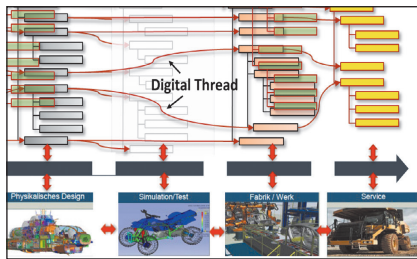 Digital Thread
Physikalisches Design
Simulation/Test
Fabrik / Werk
Service